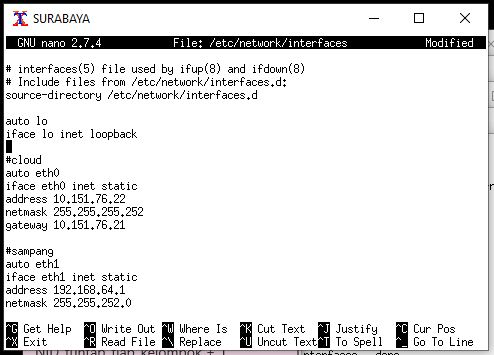 SURABAYA
GNU nano 2.7.4 File: /etc/network/interfaces Modified
# interfaces(5) file used by ifup(8) and ifdown(8)
# Include files from /etc/network/interfaces.d:
source-directory /etc/network/interfaces.d
auto lo
iface lo inet loopback
#cloud
auto eth0
iface eth0 inet static
address 10.151.76.22
netmask 255.255.255.252
gateway 10.151.76.21
#sampang
auto eth1
iface eth1 inet static
address 192.168.64.1
netmask 255.255.252.0
^G Get Help ^O Write Out ^W Where Is ^K Cut Text ^J Justify ^C Cur Pos
^X Exit ^R Read File ^\ Replace ^U Uncut Text ^T To Spell ^_ Go To Line